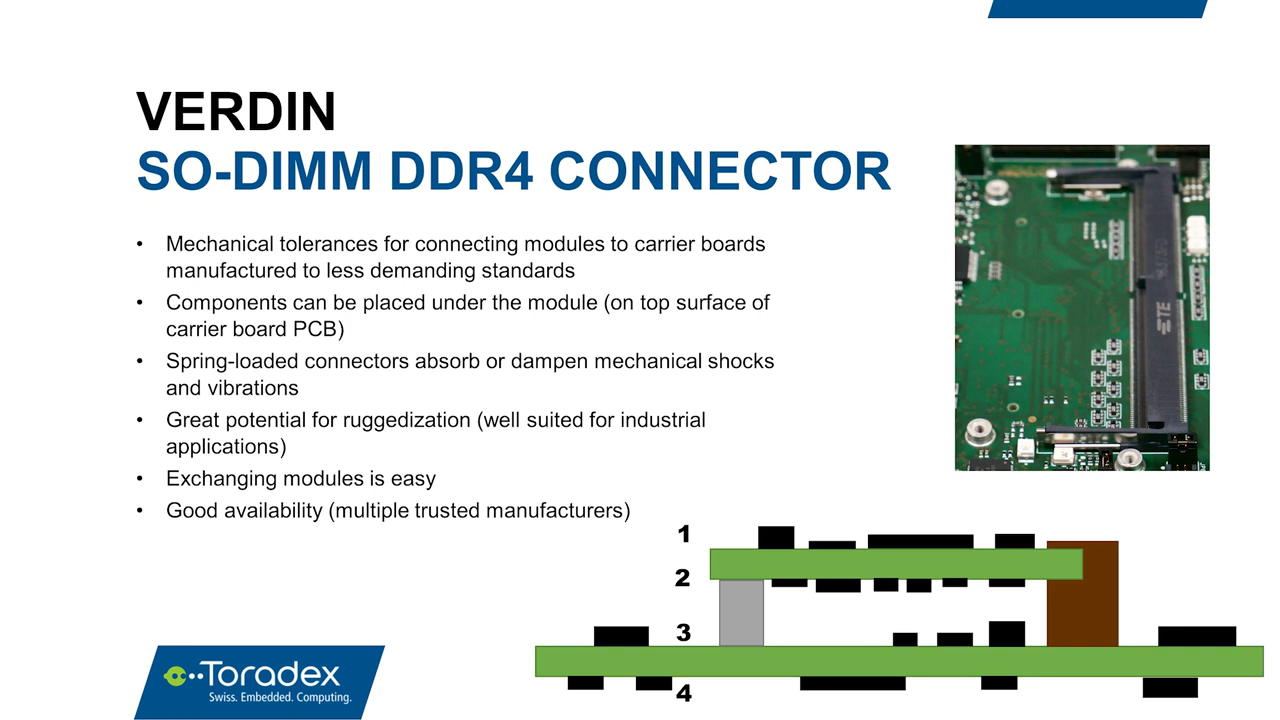 VERDIN
SO-DIMM DDR4 CONNECTOR
• Mechanical tolerances for connecting modules to carrier boards
manufactured to less demanding standards
• Components can be placed under the module (on top surface of
carrier board PCB)
• Spring-loaded connectors absorb or dampen mechanical shocks
and vibrations
• Great potential for ruggedization (well suited for industrial
applications)
• Exchanging modules is easy
• Good availability (multiple trusted manufacturers)
TE
1
2
3
4
Toradex
Swiss. Embedded. Computing.